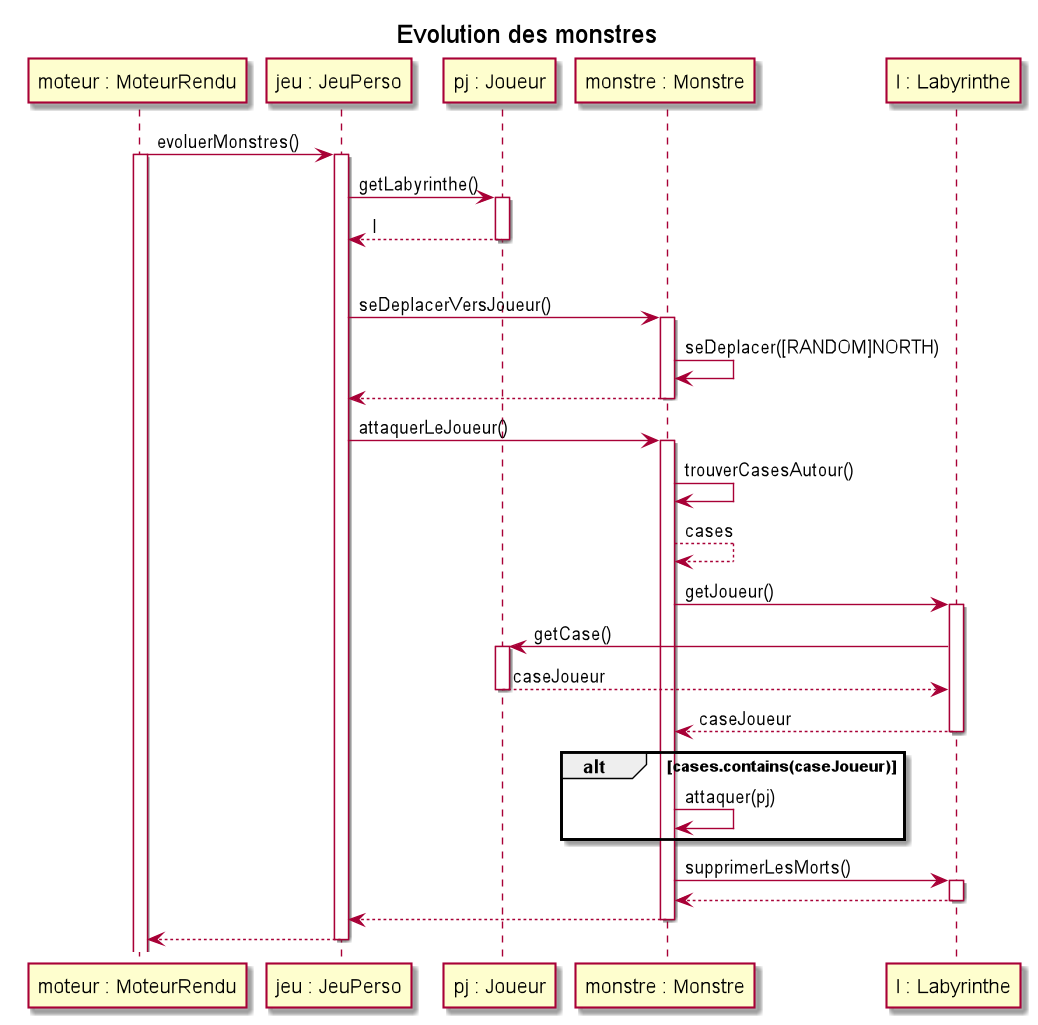 Evolution des monstres
moteur : MoteurRendu
jeu : JeuPerso
pj : Joueur
monstre : Monstre
l : Labyrinthe
evoluerMonstres()
getLabyrinthe()
l
seDeplacerVersJoueur()
seDeplacer([RANDOM]NORTH)
attaquerLeJoueur()
trouverCasesAutour()
cases
getJoueur()
getCase()
caseJoueur
caseJoueur
alt [cases.contains(caseJoueur)]
attaquer(pj)
supprimerLesMorts()
moteur : MoteurRendu
jeu : JeuPerso
pj : Joueur
monstre : Monstre
l : Labyrinthe